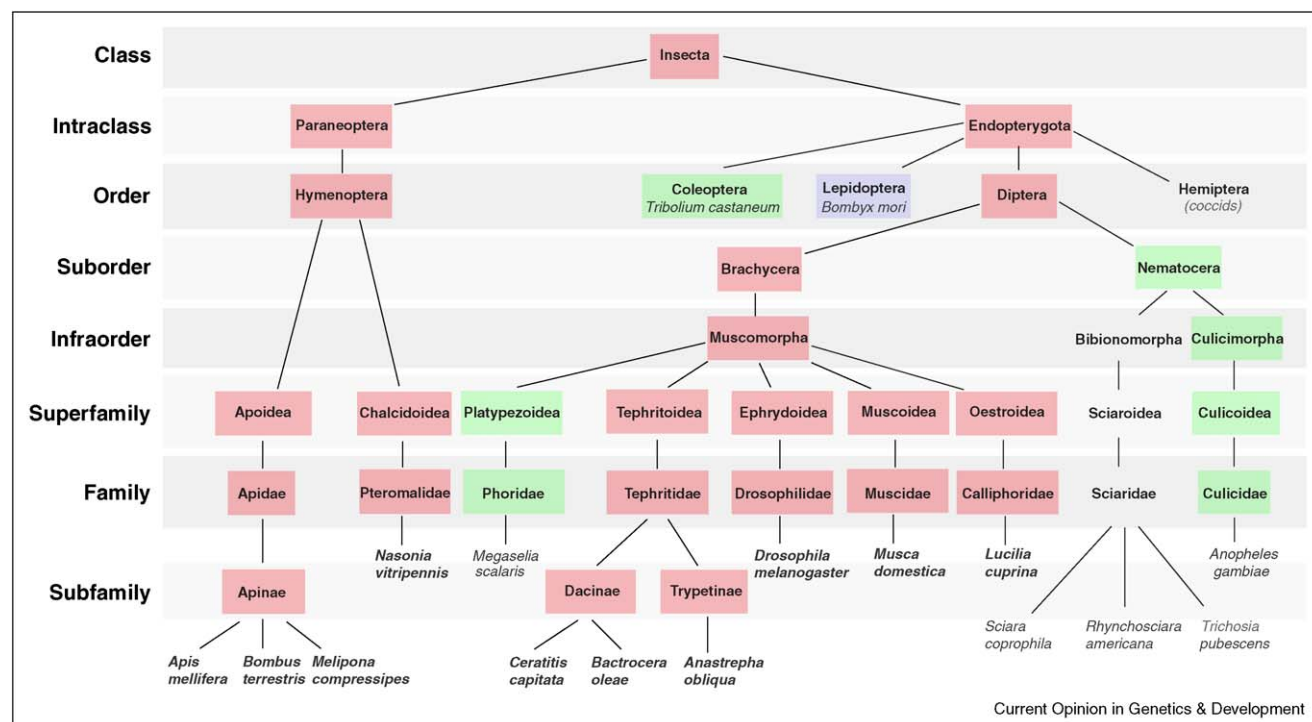 Class
Insecta
Intraclass
Paraneoptera
Endopterygota
Order
Hymenoptera
Coleoptera
Tribolium castaneum
Lepidoptera
Bombyx mori
Diptera
Hemiptera
(coccids)
Suborder
Brachycera
Nematocera
Infraorder
Muscomorpha
Bibionomorpha
Culicimorpha
Superfamily
Apoidea
Chalcidoidea
Platypezoidea
Tephritoidea
Ephrydoidea
Muscoidea
Oestroidea
Sciaroidea
Culicoidea
Family
Apidae
Pteromalidae
Phoridae
Tephritidae
Drosophilidae
Muscidae
Calliphoridae
Sciaridae
Culicidae
Nasonia
vitripennis
Megaselia
scalaris
Drosophila
melanogaster
Musca
domestica
Lucilia
cuprina
Anopheles
gambiae
Subfamily
Apinae
Dacinae
Trypetinae
Sciara
coprophila
Rhynchosciara
americana
Trichosia
pubescens
Apis
mellifera
Bombus
terrestris
Melipona
compressipes
Ceratitis
capitata
Bactrocera
oleae
Anastrepha
obliqua
Current Opinion in Genetics & Development